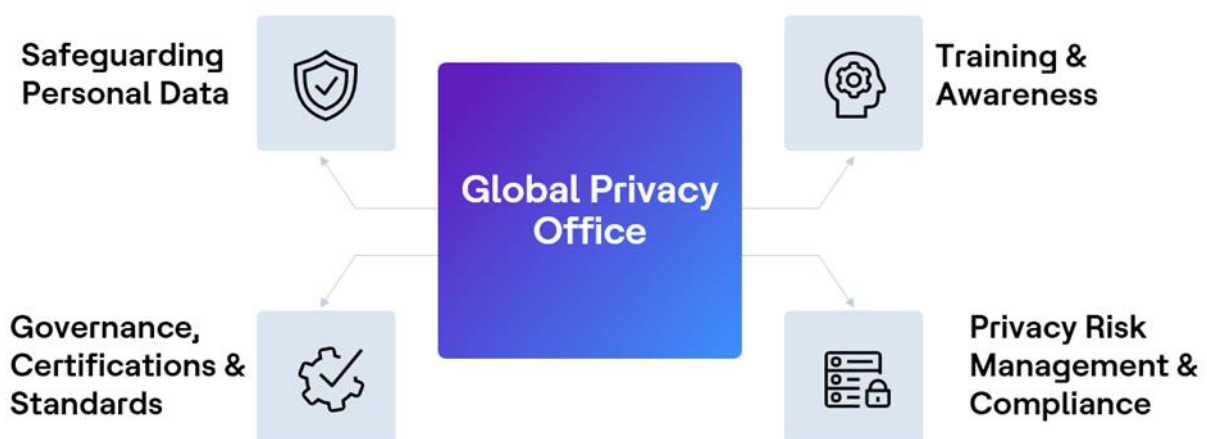 Safeguarding
Personal Data
Training &
Awareness
Global Privacy
Office
Governance,
Certifications &
Standards
Privacy Risk
Management &
Compliance